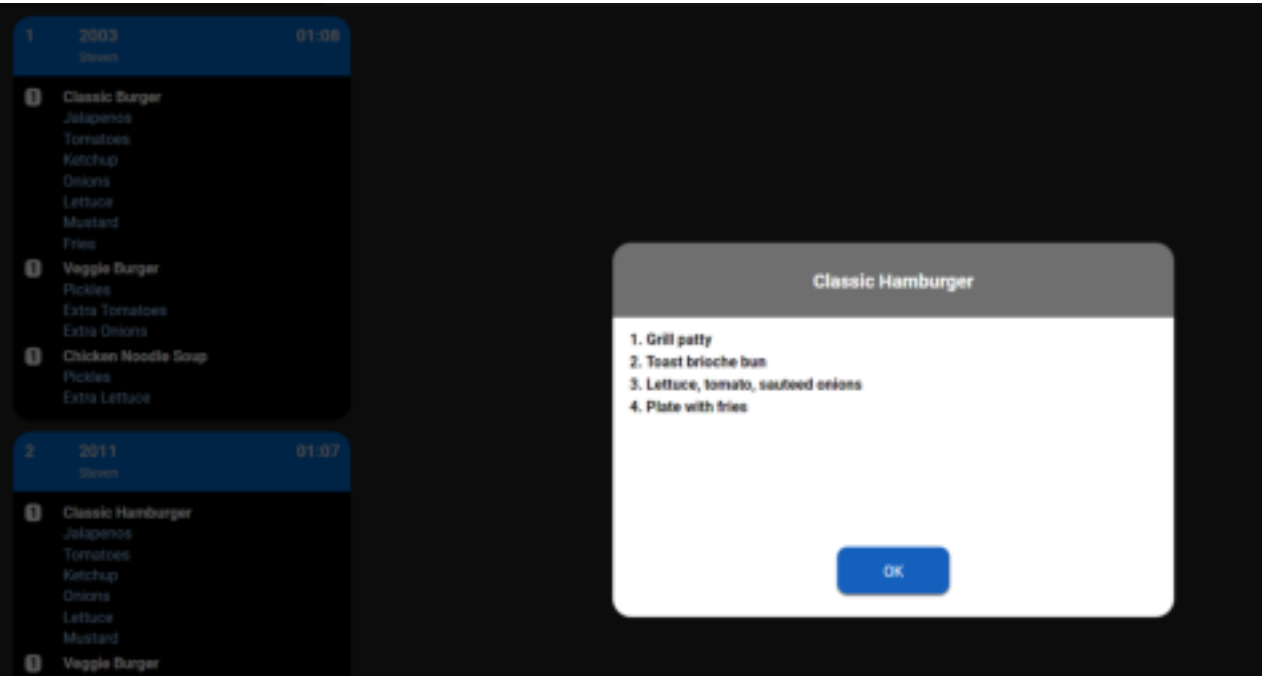 1 2003 01:08
Steven
1 Classic Burger
Jalapenos
Tomatoes
Ketchup
Onions
Lettuce
Mustard
Fries
1 Veggie Burger
Pickles
Extra Tomatoes
Extra Onions
1 Chicken Noodle Soup
Pickles
Extra Lettuce
2 2011 01:07
Steven
1 Classic Hamburger
Jalapenos
Tomatoes
Ketchup
Onions
Lettuce
Mustard
1 Veggie Burger
Classic Hamburger
1. Grill patty
2. Toast brioche bun
3. Lettuce, tomato, sauteed onions
4. Plate with fries
OK